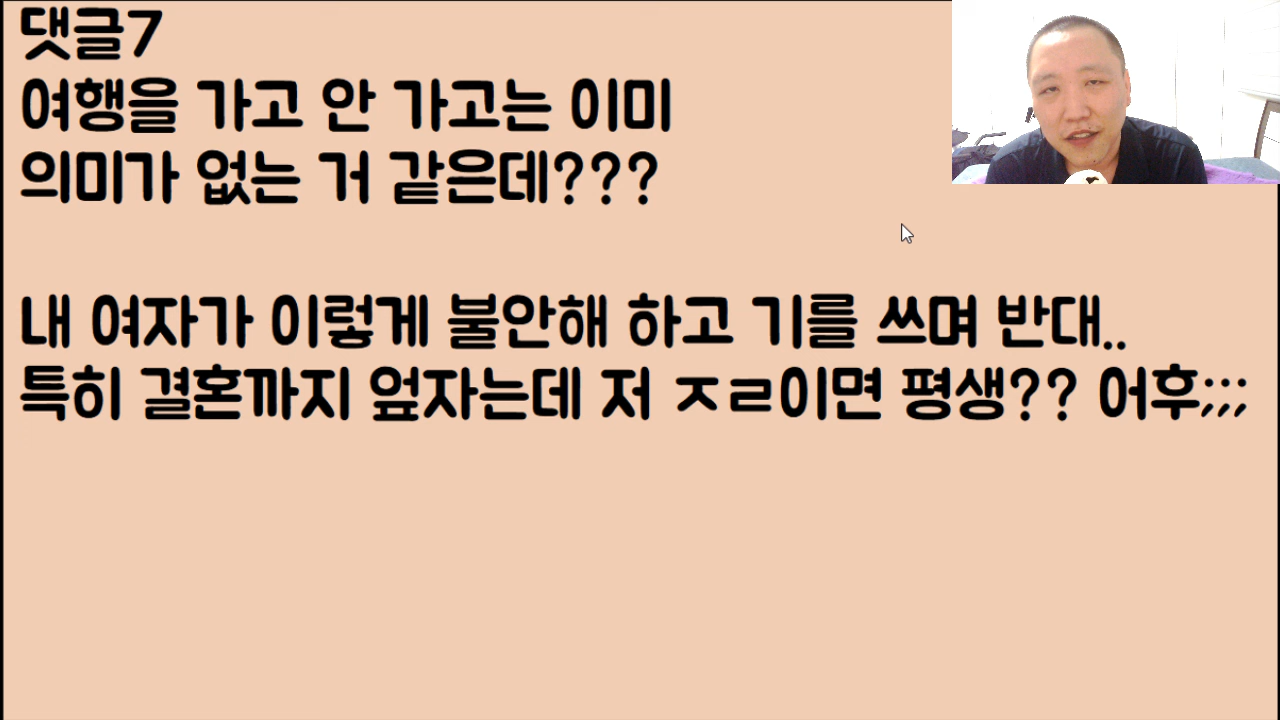 댓글7
여행을 가고 안 가고는 이미
의미가 없는 거 같은데???
내 여자가 이렇게 불안해 하고 기를 쓰며 반대..
특히 결혼까지 엎자는데 저 ㅈㄹ이면 평생?? 어후;;;